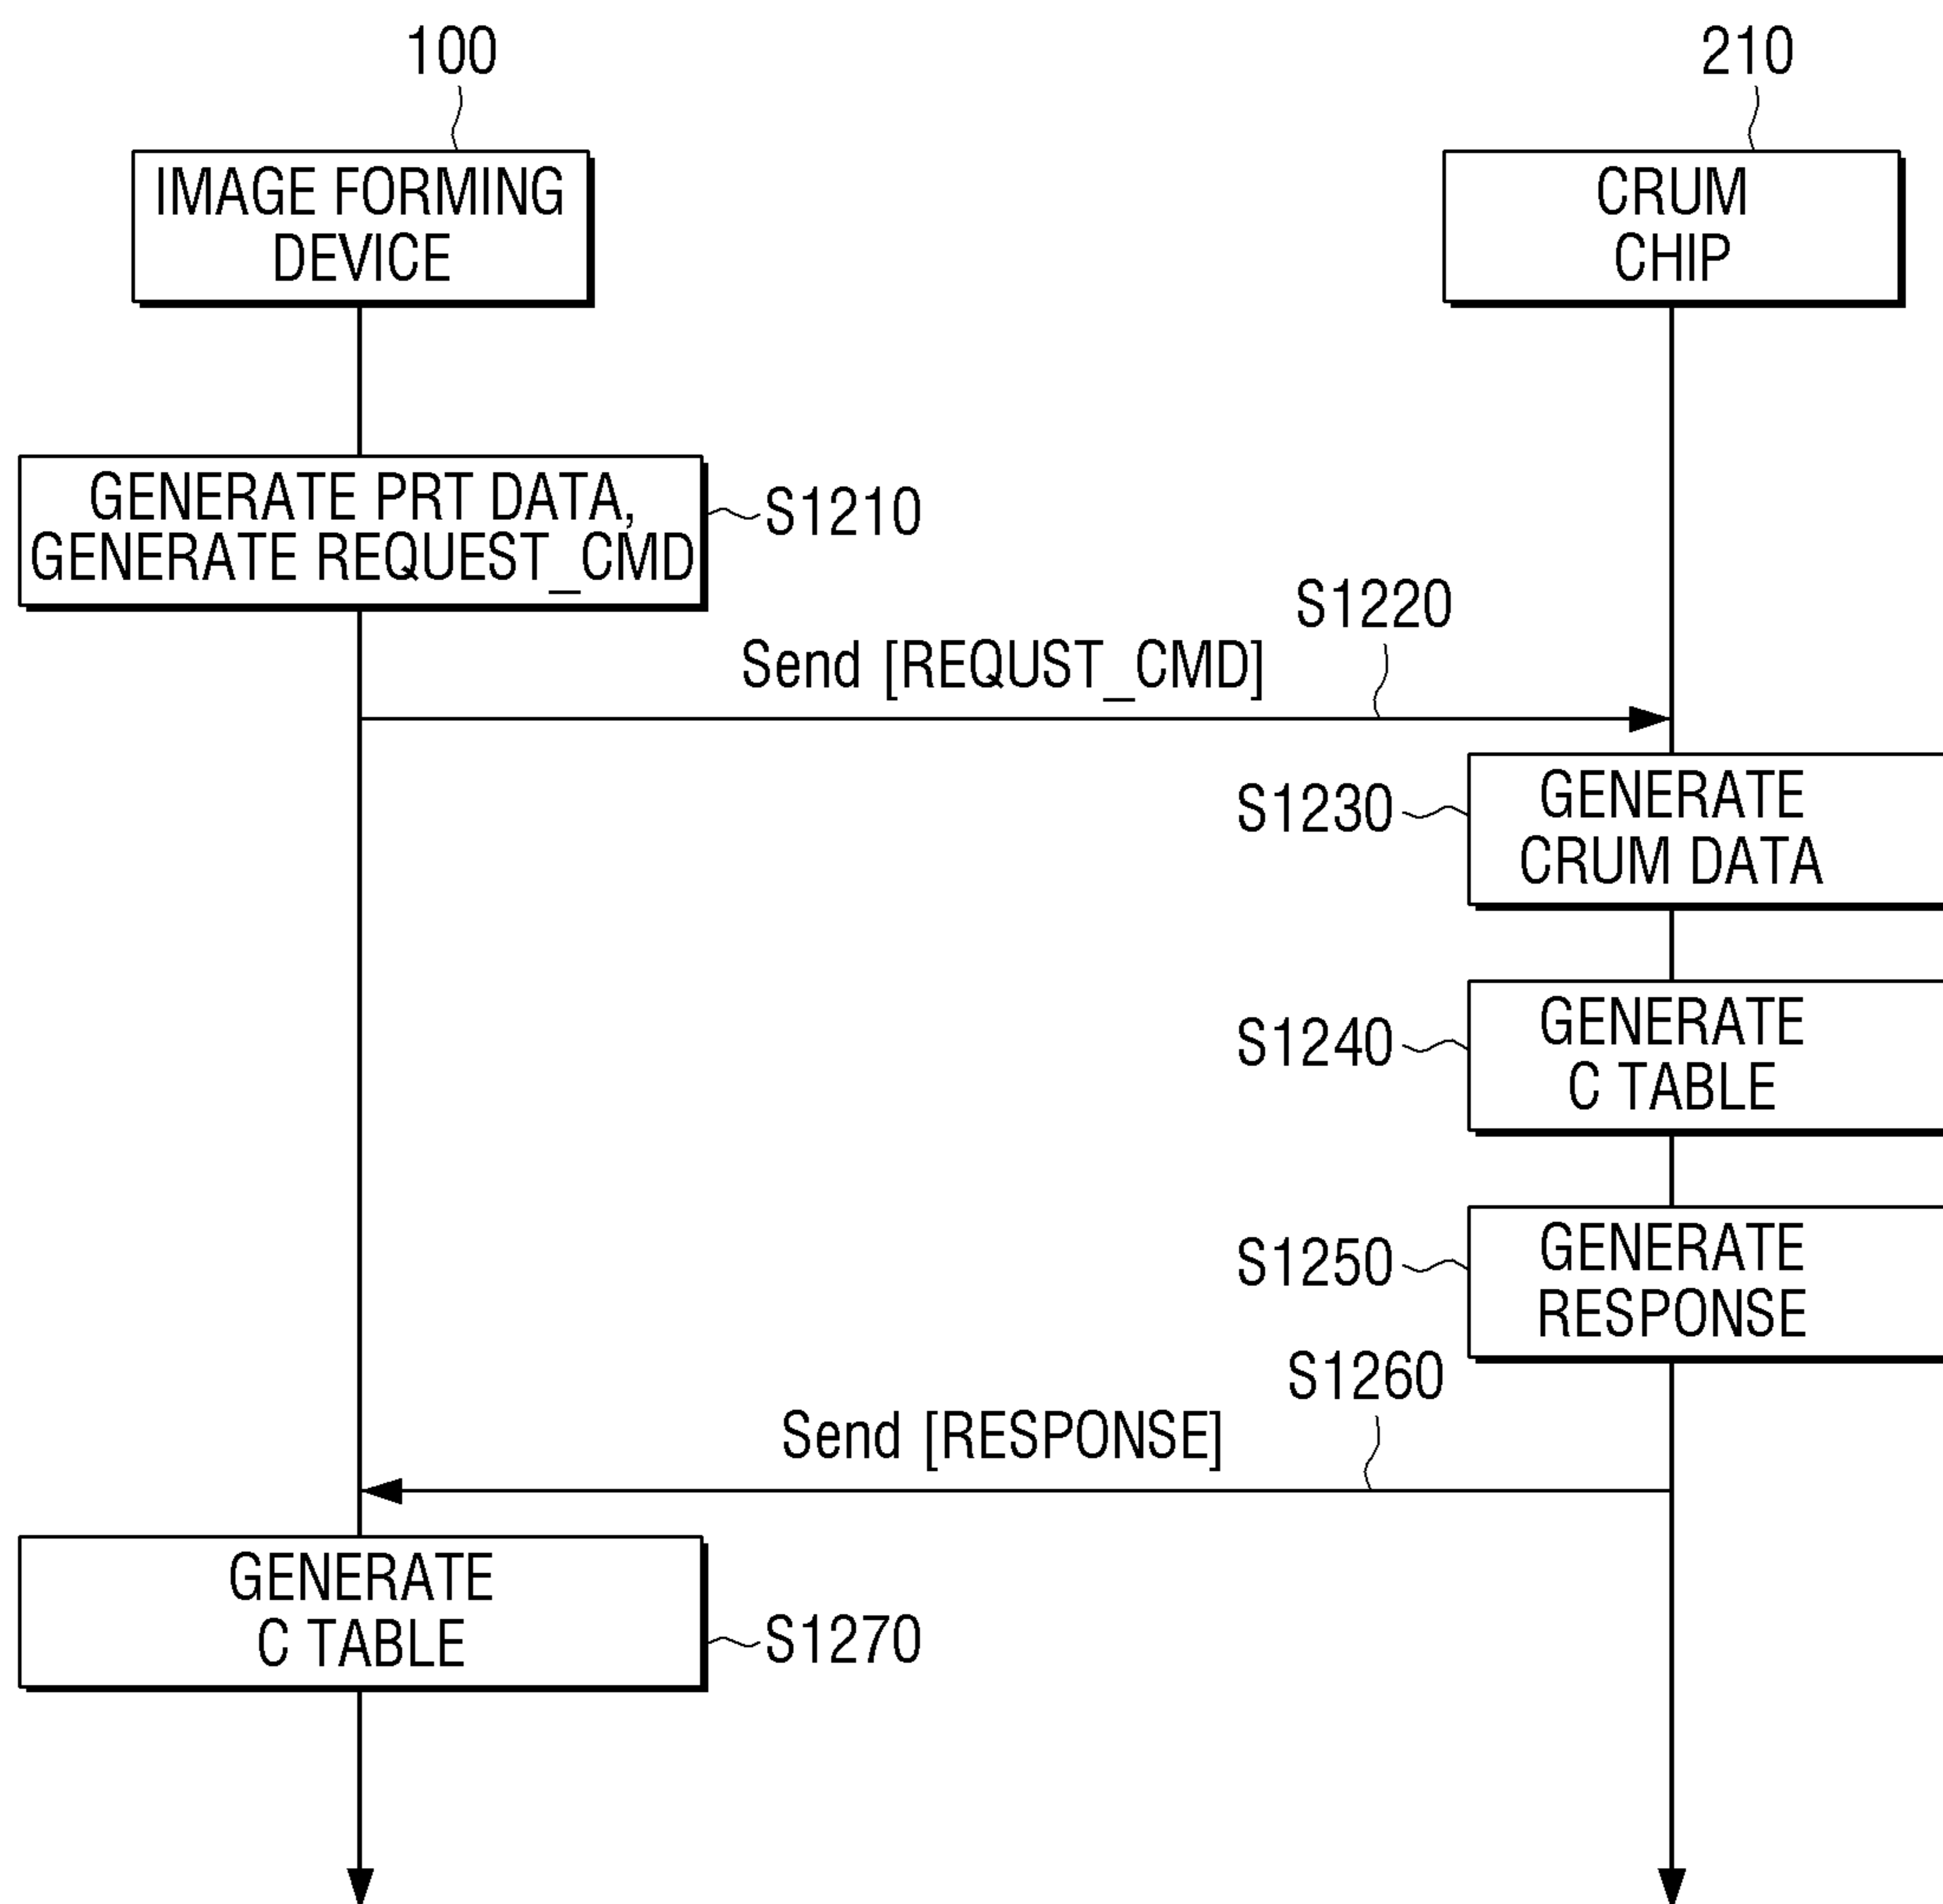 100
210
IMAGE FORMING
DEVICE
CRUM
CHIP
GENERATE PRT DATA,
GENERATE REQUEST_CMD
S1210
S1220
Send [REQUST_CMD]
S1230
GENERATE
CRUM DATA
S1240
GENERATE
C TABLE
S1250
GENERATE
RESPONSE
S1260
Send [RESPONSE]
GENERATE
C TABLE
S1270